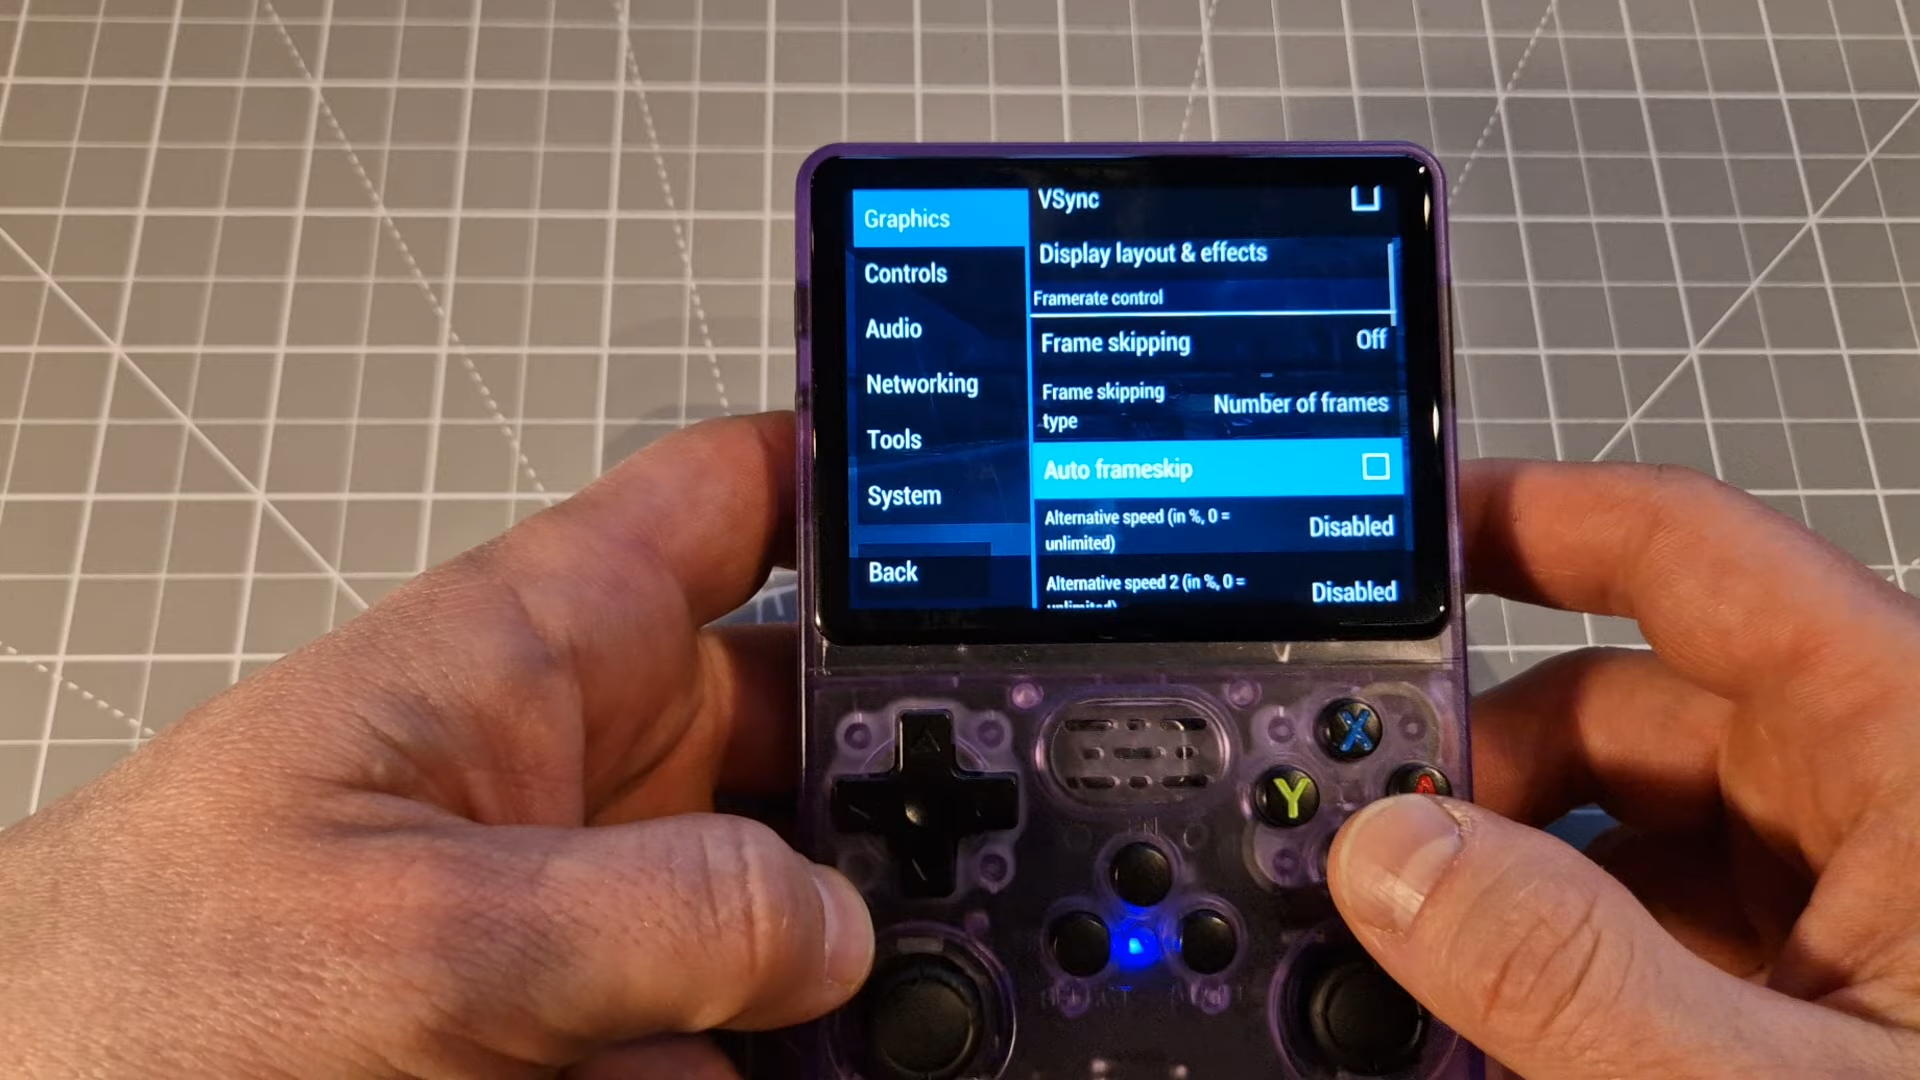 Graphics
Controls
Audio
Networking
Tools
System
Back
VSync
Display layout & effects
Framerate control
Frame skipping Off
Frame skipping
type
Number of frames
Auto frameskip
Alternative speed (in %, 0 =
unlimited)
Disabled
Alternative speed 2 (in %, 0 =
unlimited)
Disabled
X
Y
A